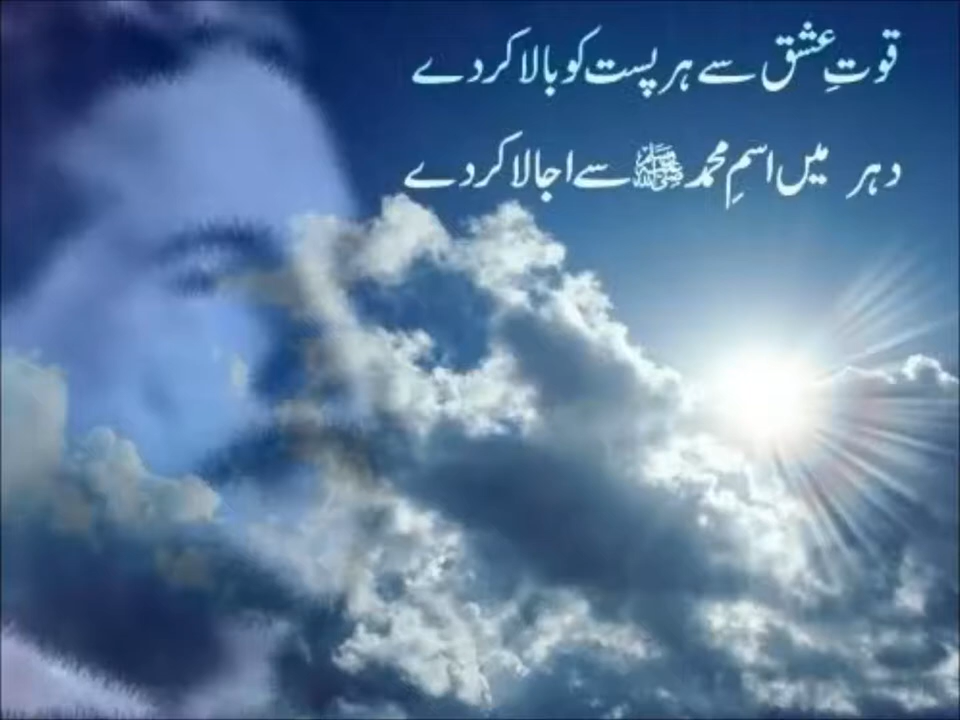 قوتِ عشق سے ہر پست کو بالا کر دے
دہر میں اسمِ محمد ﷺ سے اجالا کر دے